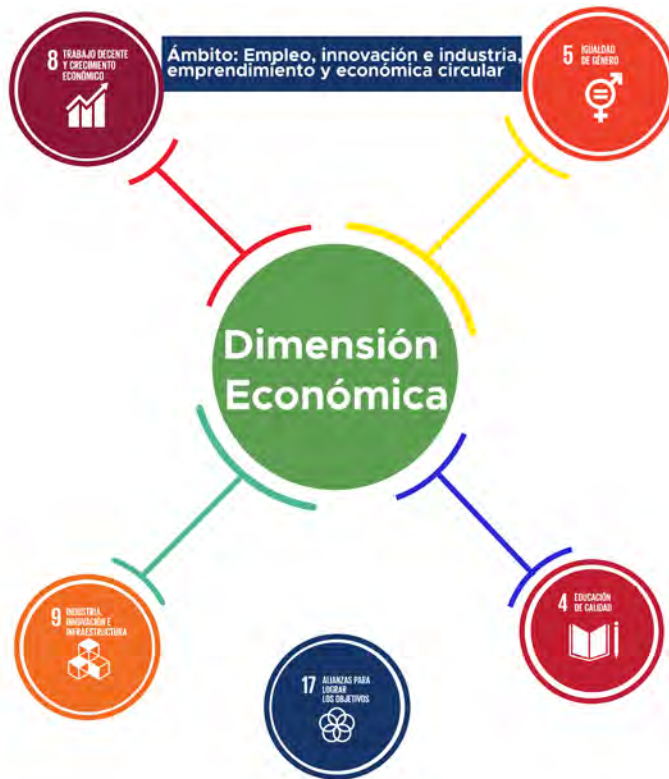 8 TRABAJO DECENTE
Y CRECIMIENTO
ECONÓMICO
Ámbito: Empleo, innovación e industria,
emprendimiento y económica circular
5 IGUALDAD
DE GÉNERO
Dimensión
Económica
9 INDUSTRIA,
INNOVACIÓN E
INFRAESTRUCTURA
4 EDUCACIÓN
DE CALIDAD
17 ALIANZAS PARA
LOGRAR
LOS OBJETIVOS